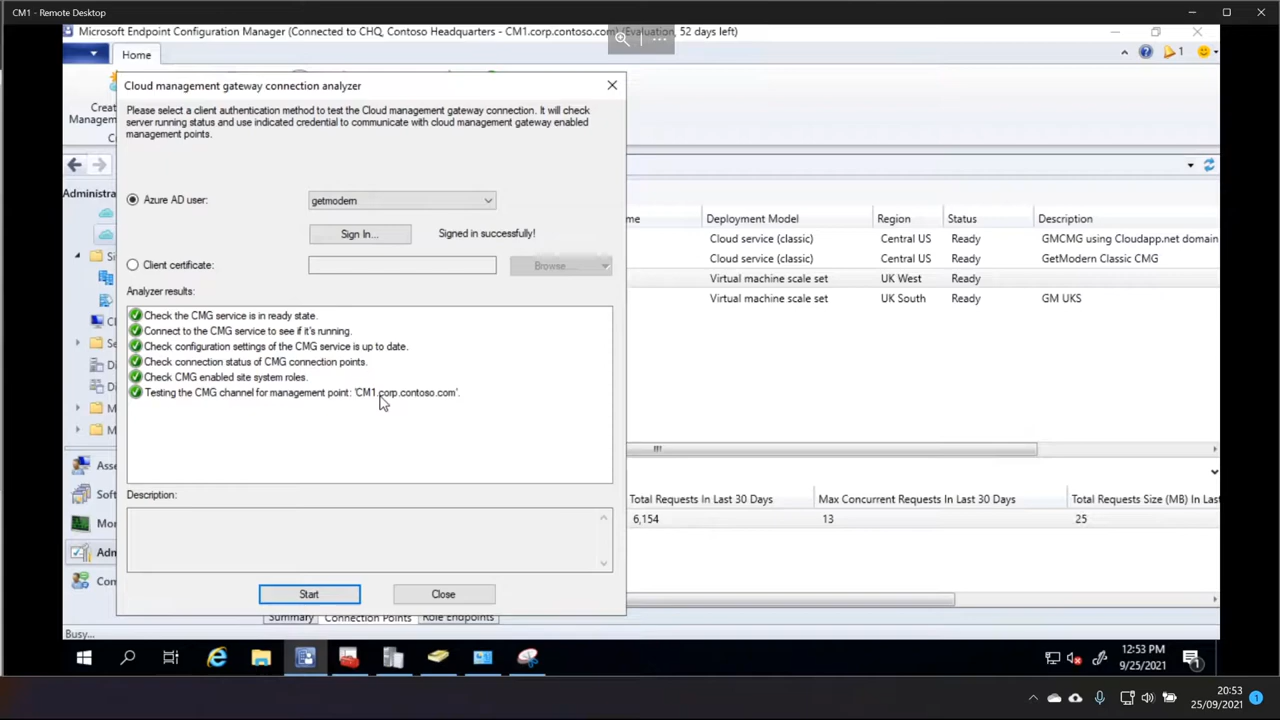 CM1 - Remote Desktop
Microsoft Endpoint Configuration Manager (Connected to CHQ, Contoso Headquarters - CM1.corp.contoso.com) (Evaluation, 52 days left)
Home
1
Cloud management gateway connection analyzer
Please select a client authentication method to test the Cloud management gateway connection. It will check
server running status and use indicated credential to communicate with cloud management gateway enabled
management points.
Azure AD user:
getmodern
Sign In...
Signed in successfully!
Client certificate:
Browse...
Analyzer results:
Check the CMG service is in ready state.
Connect to the CMG service to see if it's running.
Check configuration settings of the CMG service is up to date.
Check connection status of CMG connection points.
Check CMG enabled site system roles.
Testing the CMG channel for management point: 'CM1.corp.contoso.com'.
Description:
Start
Close
Deployment Model
Region
Status
Description
Cloud service (classic)
Central US
Ready
GMCMG using Cloudapp.net domain
Cloud service (classic)
Central US
Ready
GetModern Classic CMG
Virtual machine scale set
UK West
Ready
Virtual machine scale set
UK South
Ready
GM UKS
Total Requests In Last 30 Days
Max Concurrent Requests In Last 30 Days
Total Requests Size (MB) In Last
6,154
13
25
Summary
Connection Points
Role Endpoints
Busy...
12:53 PM
9/25/2021
1
20:53
25/09/2021
1